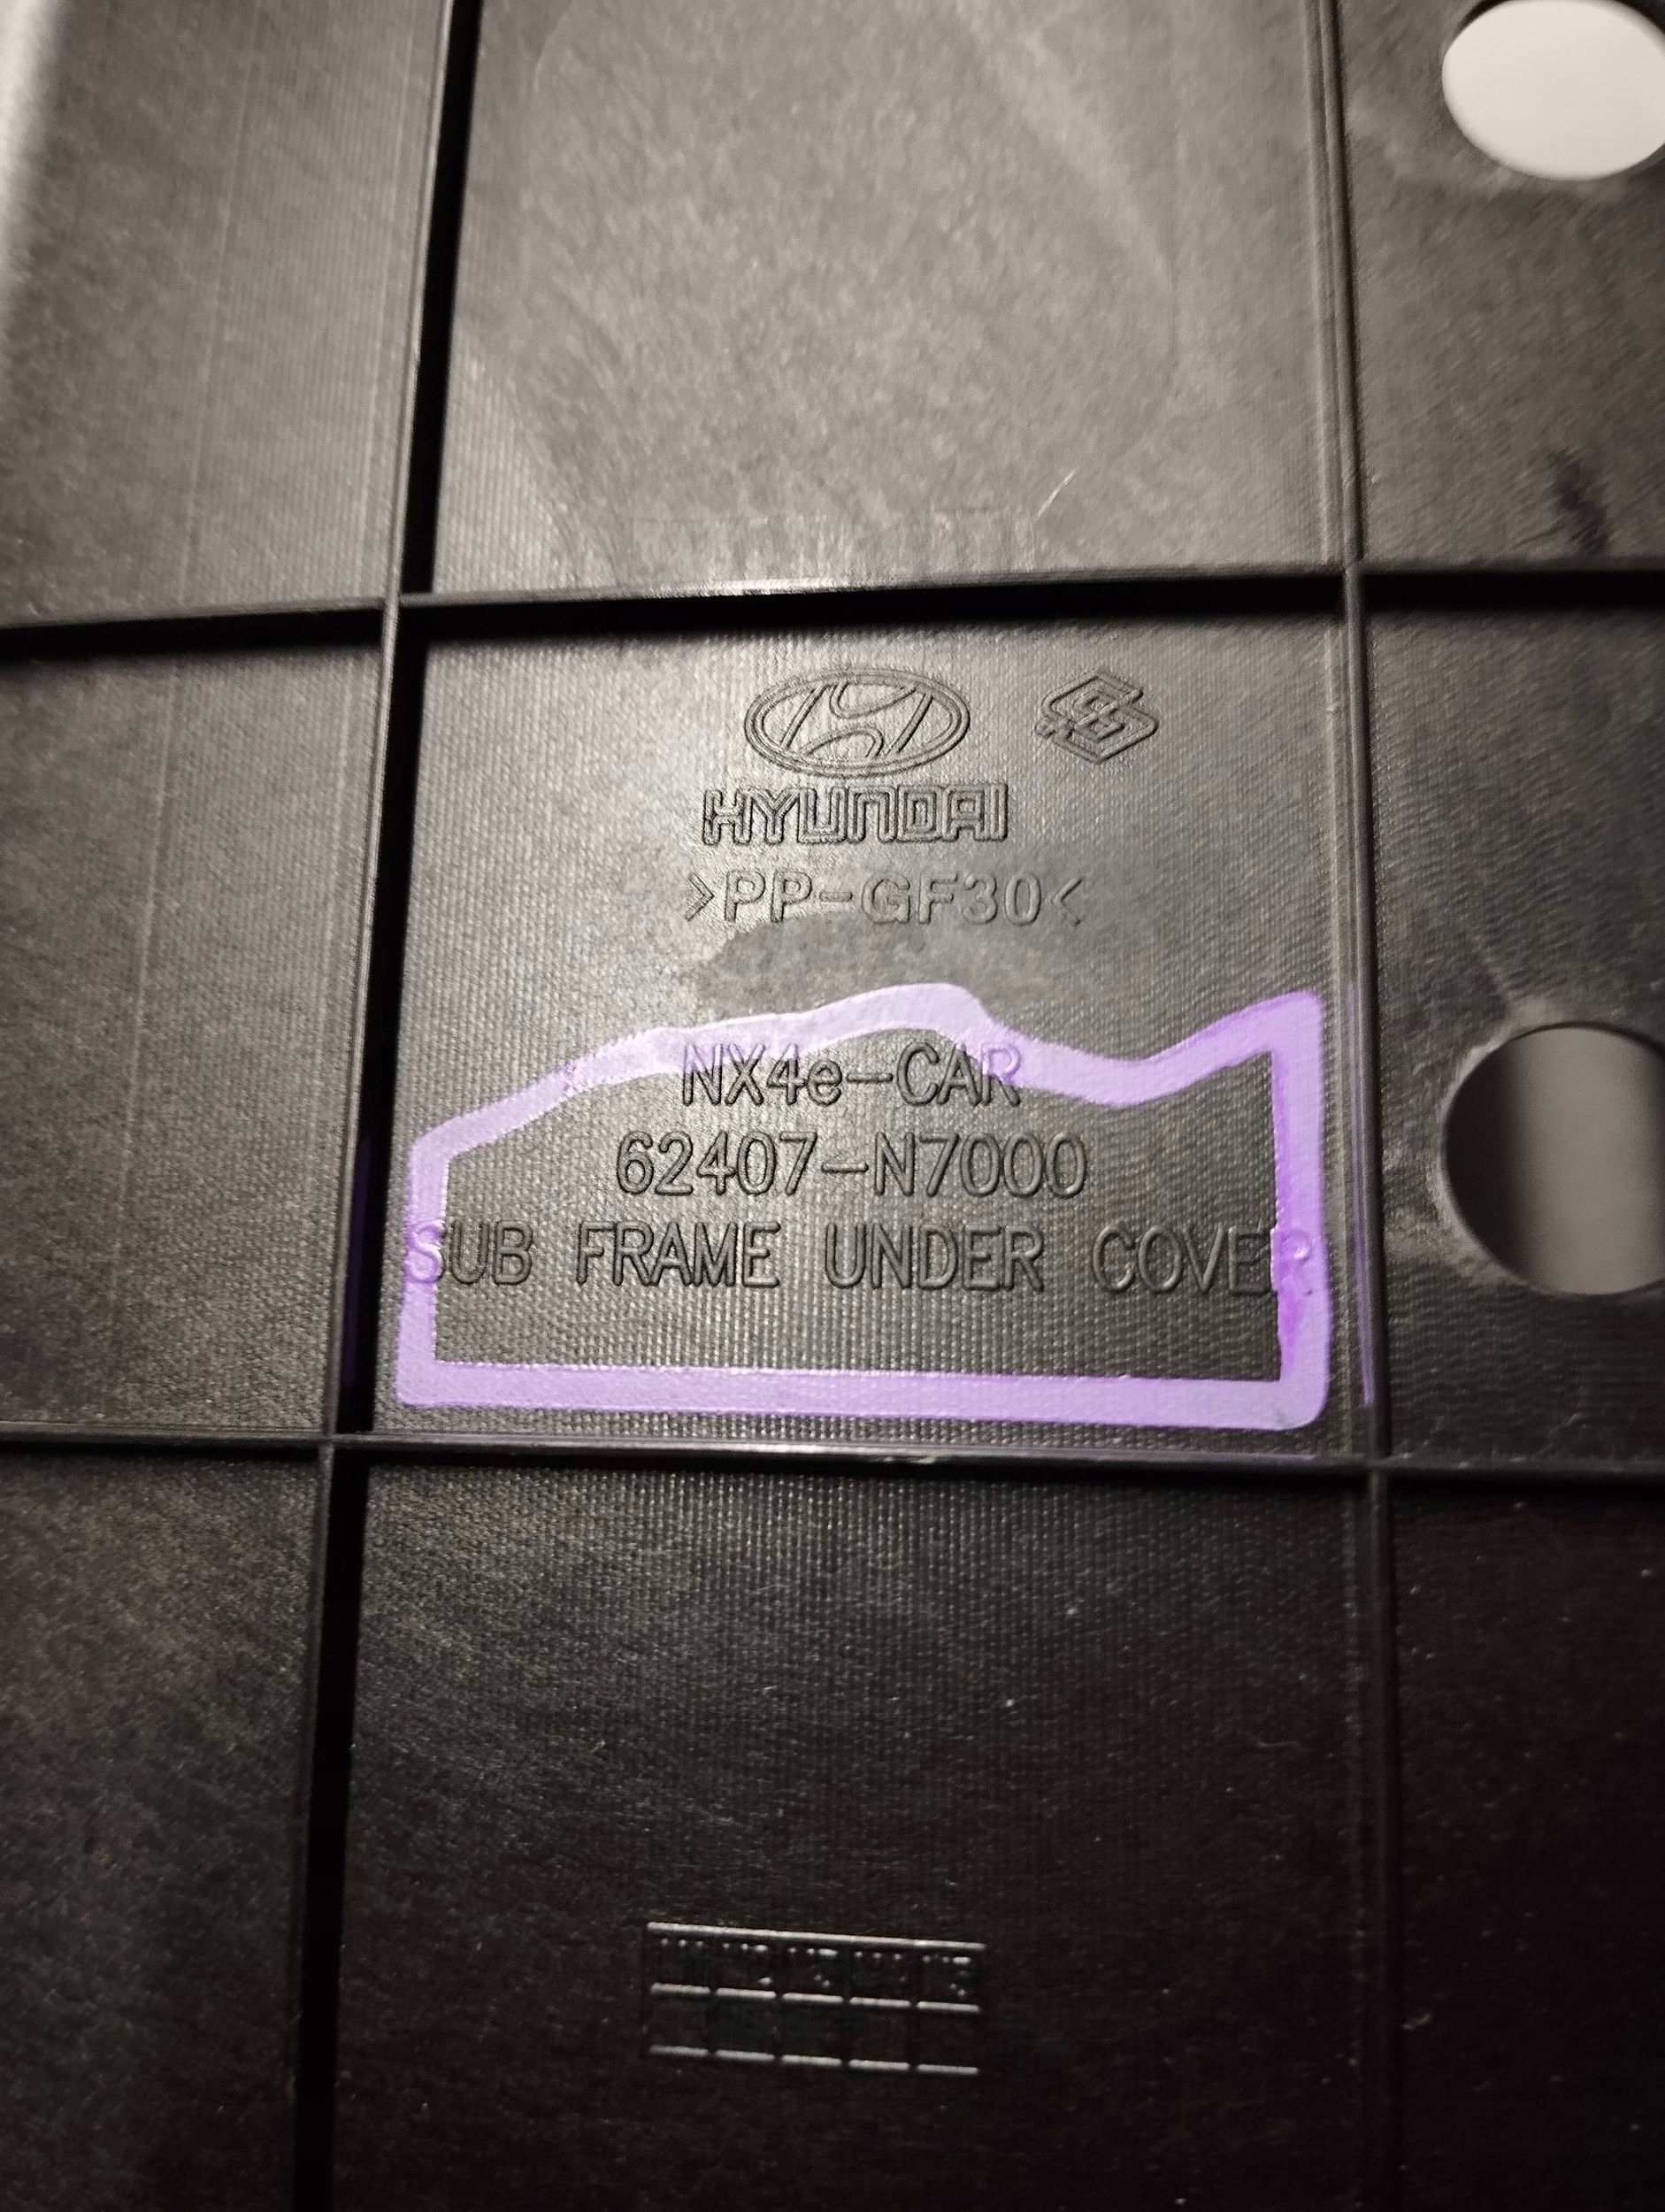 HYUNDAI
>PP-GF30<
NX4e-CAR
62407-N7000
SUB FRAME UNDER COVER